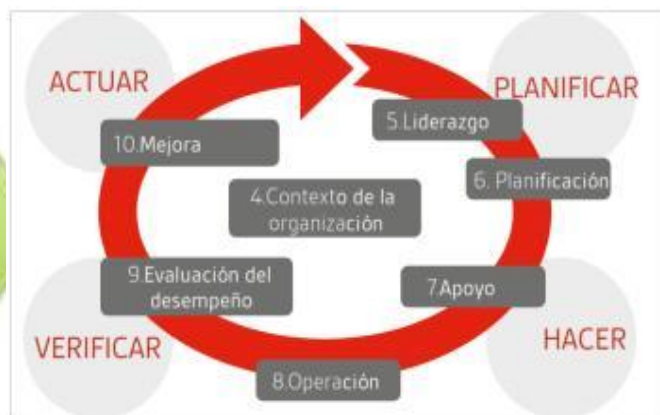 ACTUAR
PLANIFICAR
5.Liderazgo
10.Mejora
6. Planificación
4.Contexto de la
organización
9.Evaluación del
desempeño
7.Apoyo
VERIFICAR
HACER
8.Operación